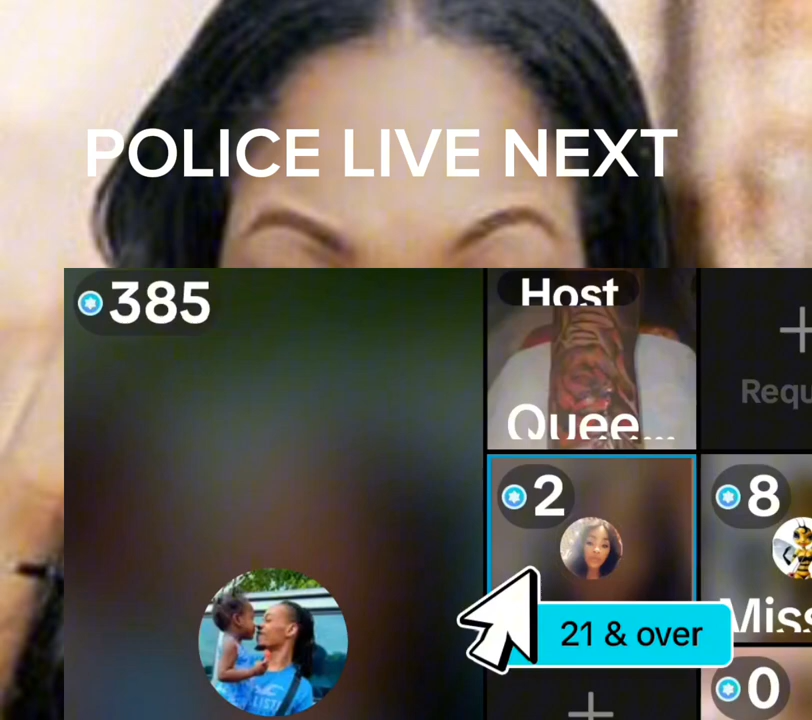 POLICE LIVE NEXT
385
Host
Quee...
Requ
2
8
21 & over
Miss
0